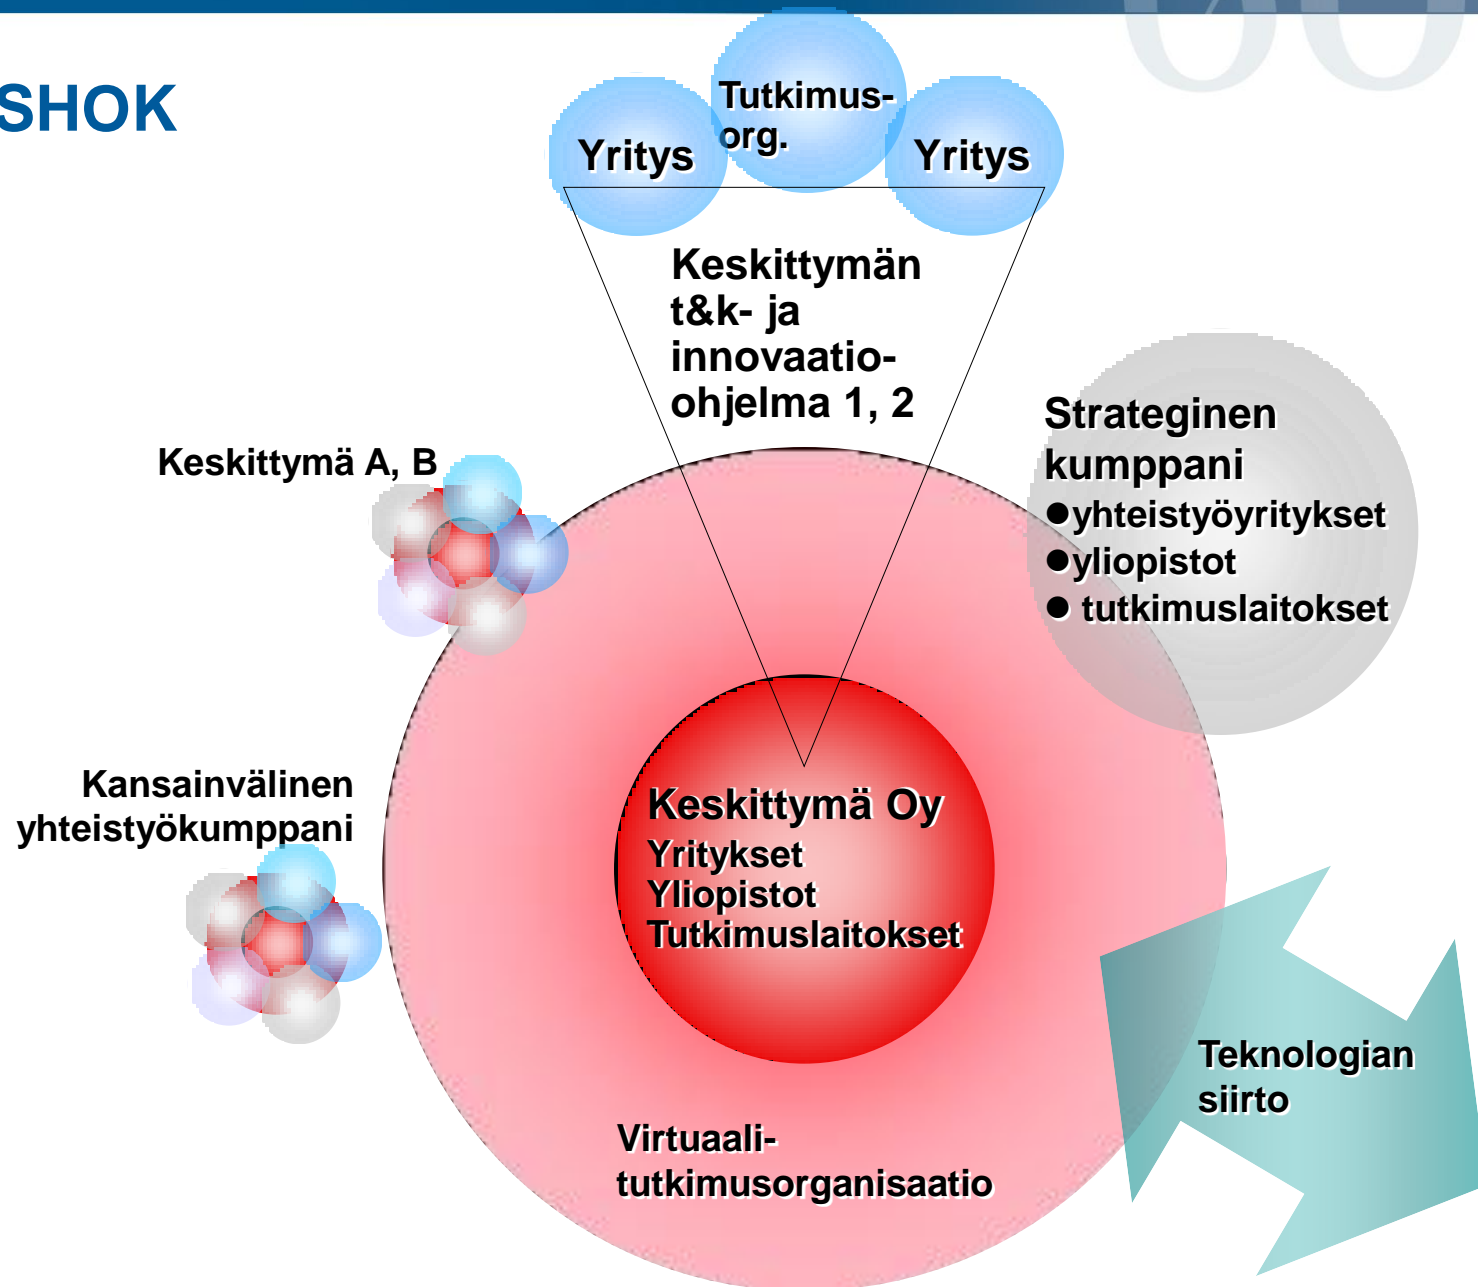 SHOK
Tutkimus-
org.
Yritys
Yritys
Keskittymän
t&k- ja
innovaatio-
ohjelma 1, 2
Strateginen
kumppani
●yhteistyöyritykset
●yliopistot
● tutkimuslaitokset
Keskittymä A, B
Kansainvälinen
yhteistyökumppani
Keskittymä Oy
Yritykset
Yliopistot
Tutkimuslaitokset
Teknologian
siirto
Virtuaali-
tutkimusorganisaatio